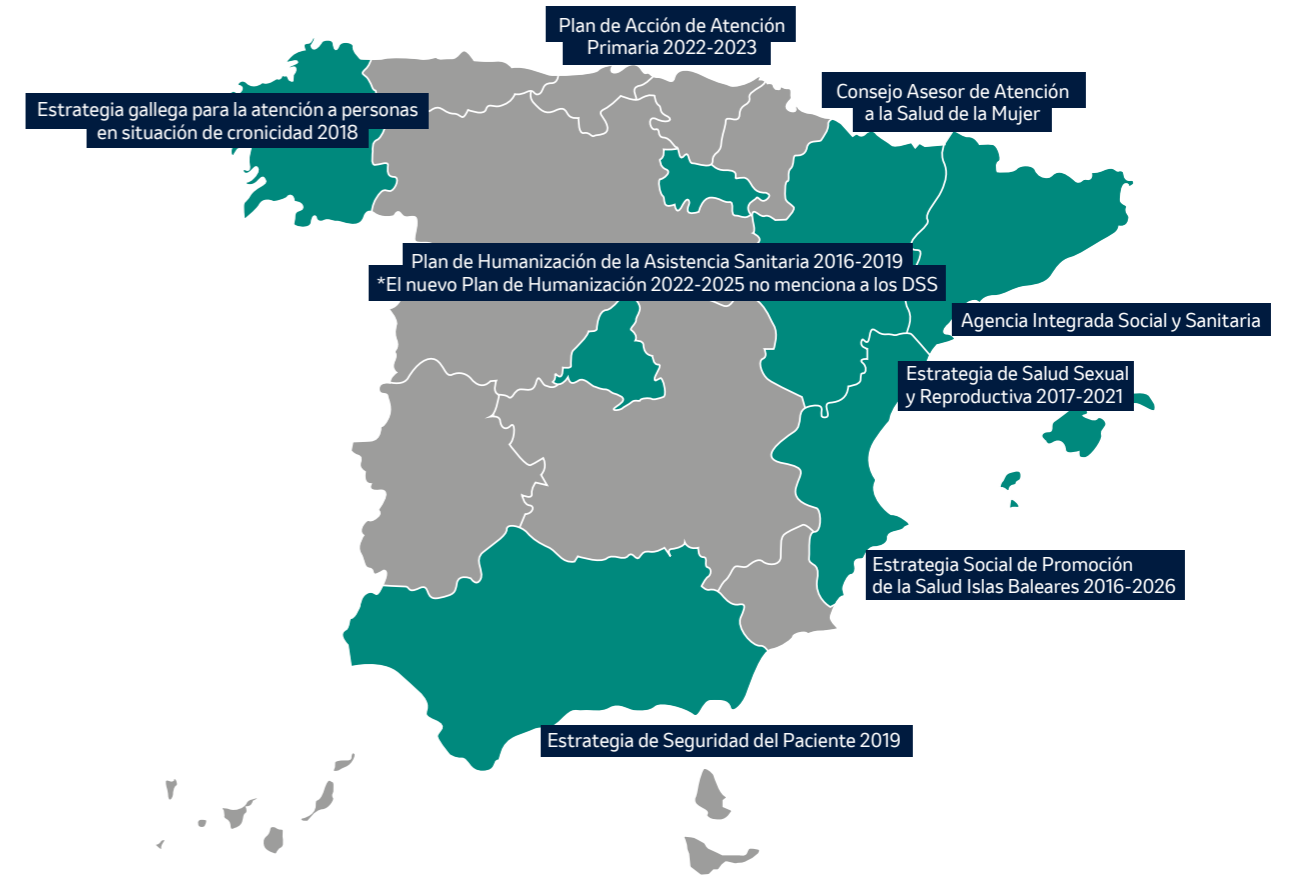 Plan de Acción de Atención
Primaria 2022-2023
Consejo Asesor de Atención
a la Salud de la Mujer
Estrategia gallega para la atención a personas
en situación de cronicidad 2018
Plan de Humanización de la Asistencia Sanitaria 2016-2019
*El nuevo Plan de Humanización 2022-2025 no menciona a los DSS
Agencia Integrada Social y Sanitaria
Estrategia de Salud Sexual
y Reproductiva 2017-2021
Estrategia Social de Promoción
de la Salud Islas Baleares 2016-2026
Estrategia de Seguridad del Paciente 2019